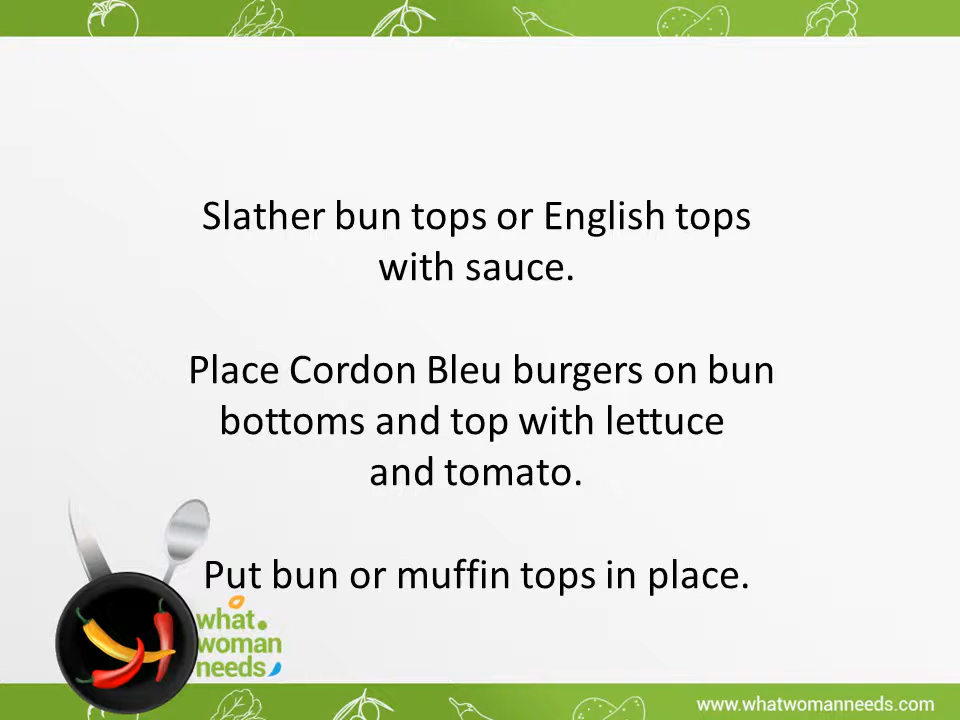 Slather bun tops or English tops
with sauce.
Place Cordon Bleu burgers on bun
bottoms and top with lettuce
and tomato.
Put bun or muffin tops in place.
what
woman
needs
www.whatwomanneeds.com